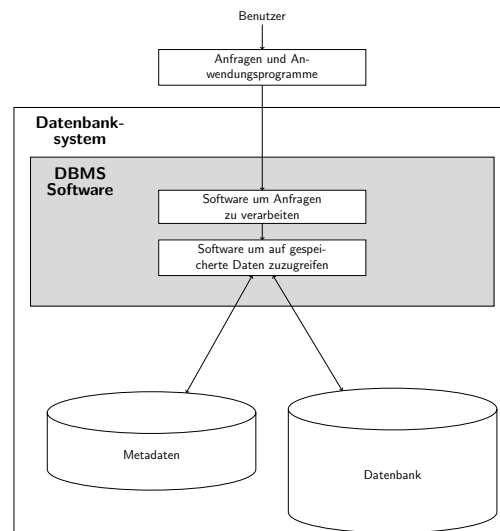 Benutzer
Anfragen und An-
wendungsprogramme
Datenbank-
system
DBMS
Software
Software um Anfragen
zu verarbeiten
Software um auf gespei-
cherte Daten zuzugreifen
Metadaten
Datenbank